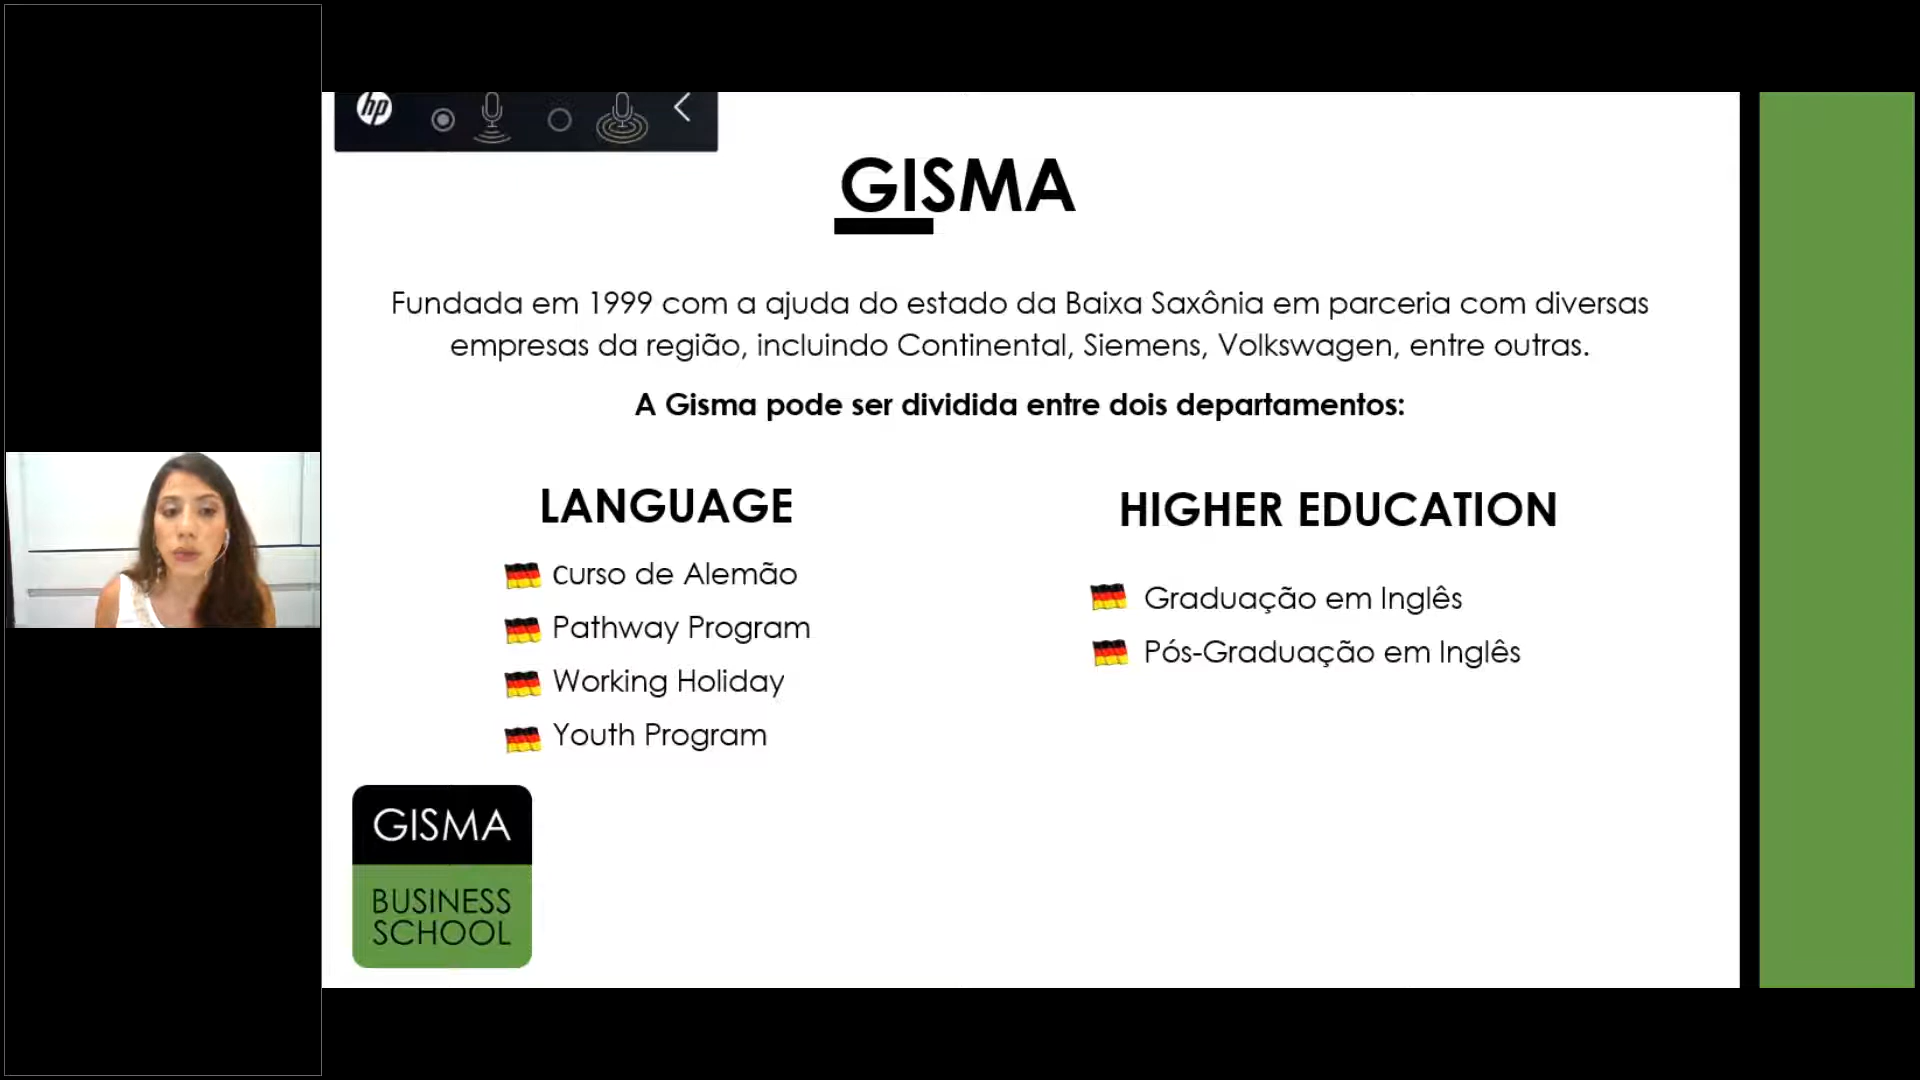 hp
GISMA
Fundada em 1999 com a ajuda do estado da Baixa Saxônia em parceria com diversas
empresas da região, incluindo Continental, Siemens, Volkswagen, entre outras.
A Gisma pode ser dividida entre dois departamentos:
LANGUAGE
curso de Alemão
Pathway Program
Working Holiday
Youth Program
HIGHER EDUCATION
Graduação em Inglês
Pós-Graduação em Inglês
GISMA
BUSINESS
SCHOOL